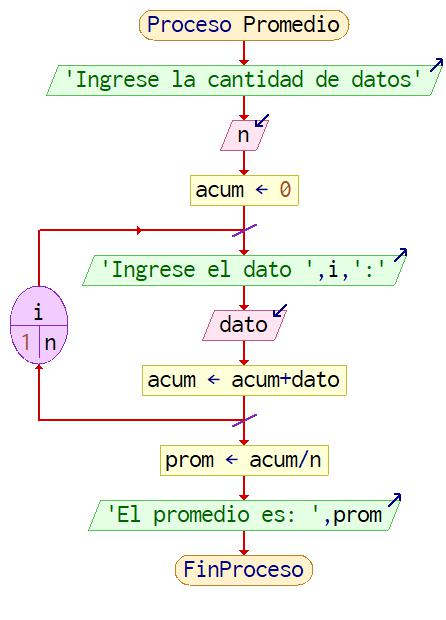 Proceso Promedio
'Ingrese la cantidad de datos'
n
acum ← 0
'Ingrese el dato ',i,':'
i
1 n
dato
acum ← acum+dato
prom ← acum/n
'El promedio es: ',prom
FinProceso